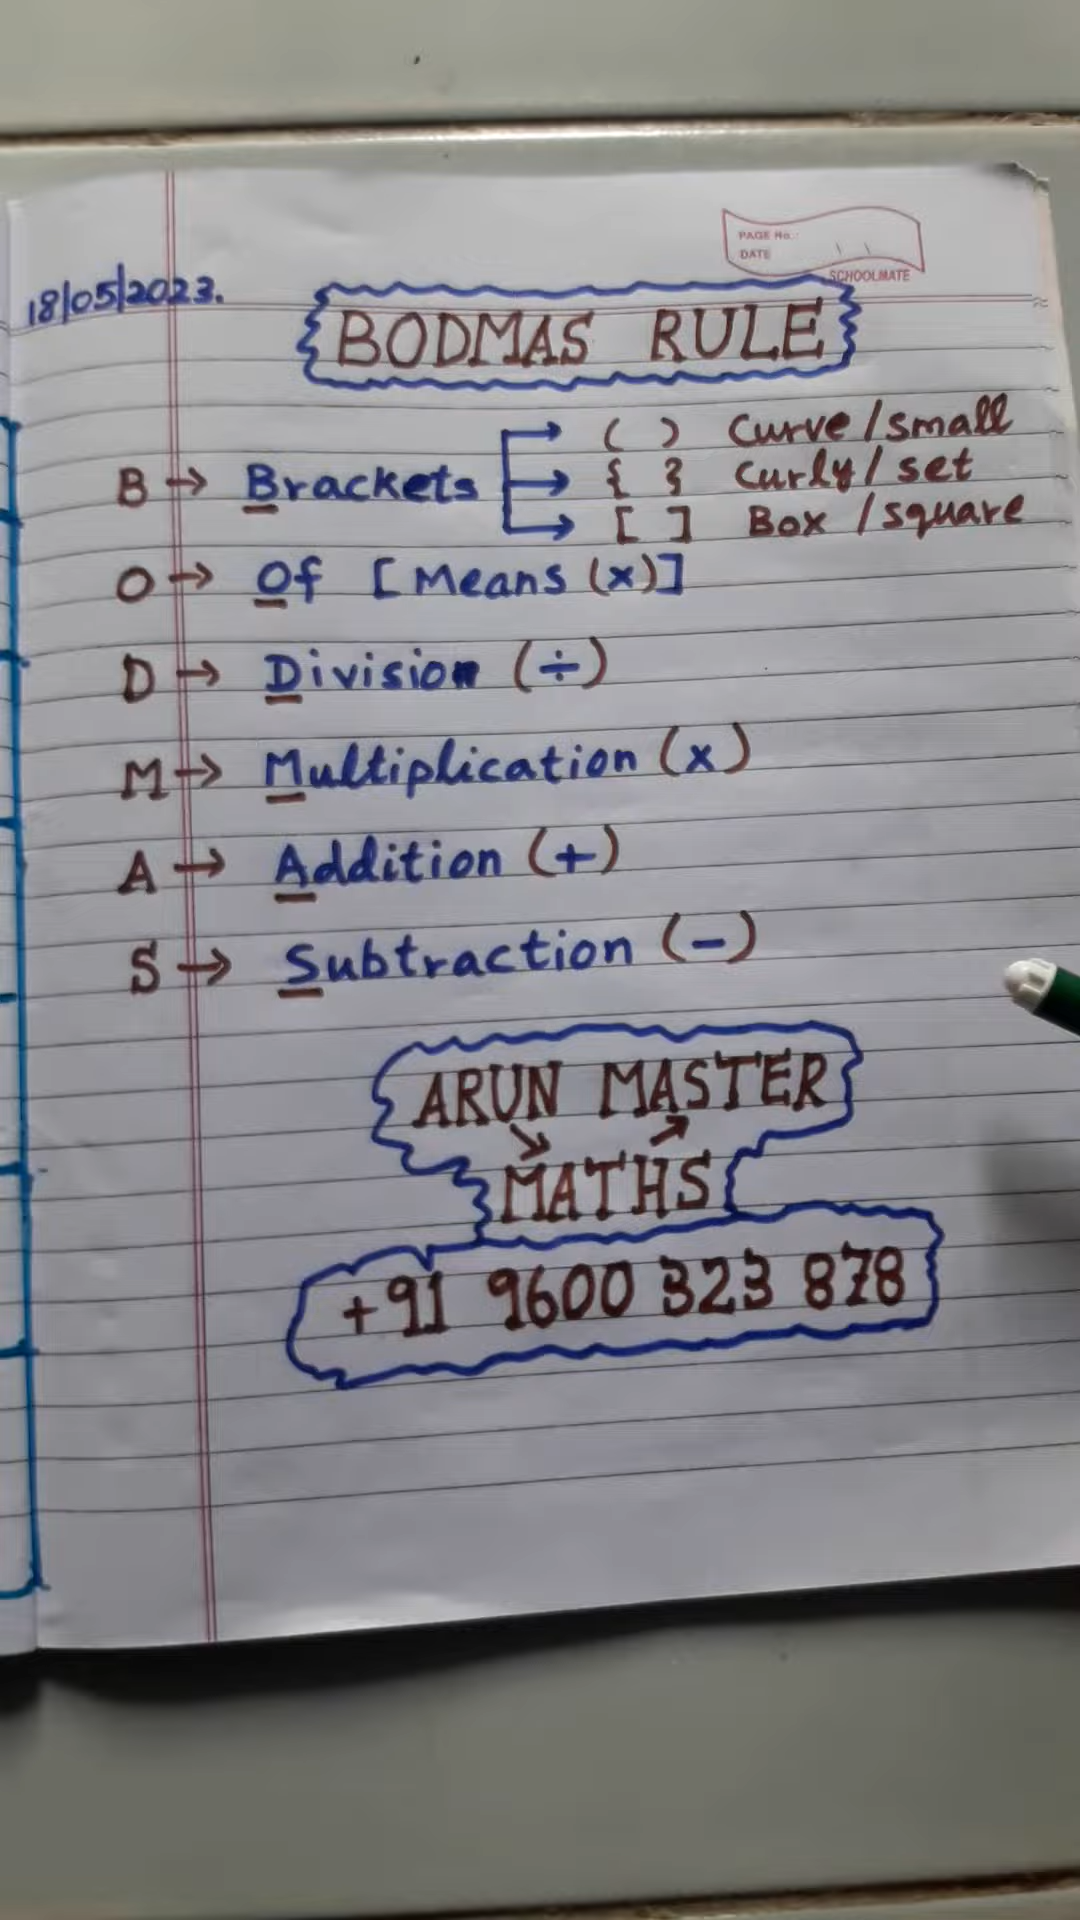 PAGE No.:
DATE
SCHOOLMATE
18/05/2023.
BODMAS RULE
( ) Curve/small
B → Brackets { } Curly/set
[ ] Box/square
O → Of [Means (x)]
D → Division (÷)
M → Multiplication (x)
A → Addition (+)
S → Subtraction (-)
ARUN MASTER
MATHS
+91 9600 323 878